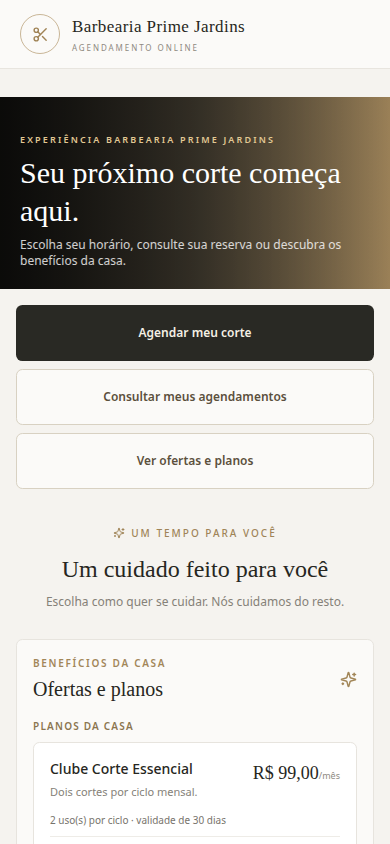 Barbearia Prime Jardins
AGENDAMENTO ONLINE
EXPERIÊNCIA BARBEARIA PRIME JARDINS
Seu próximo corte começa
aqui.
Escolha seu horário, consulte sua reserva ou descubra os
benefícios da casa.
Agendar meu corte
Consultar meus agendamentos
Ver ofertas e planos
UM TEMPO PARA VOCÊ
Um cuidado feito para você
Escolha como quer se cuidar. Nós cuidamos do resto.
BENEFÍCIOS DA CASA
Ofertas e planos
PLANOS DA CASA
Clube Corte Essencial
R$ 99,00/mês
Dois cortes por ciclo mensal.
2 uso(s) por ciclo · validade de 30 dias